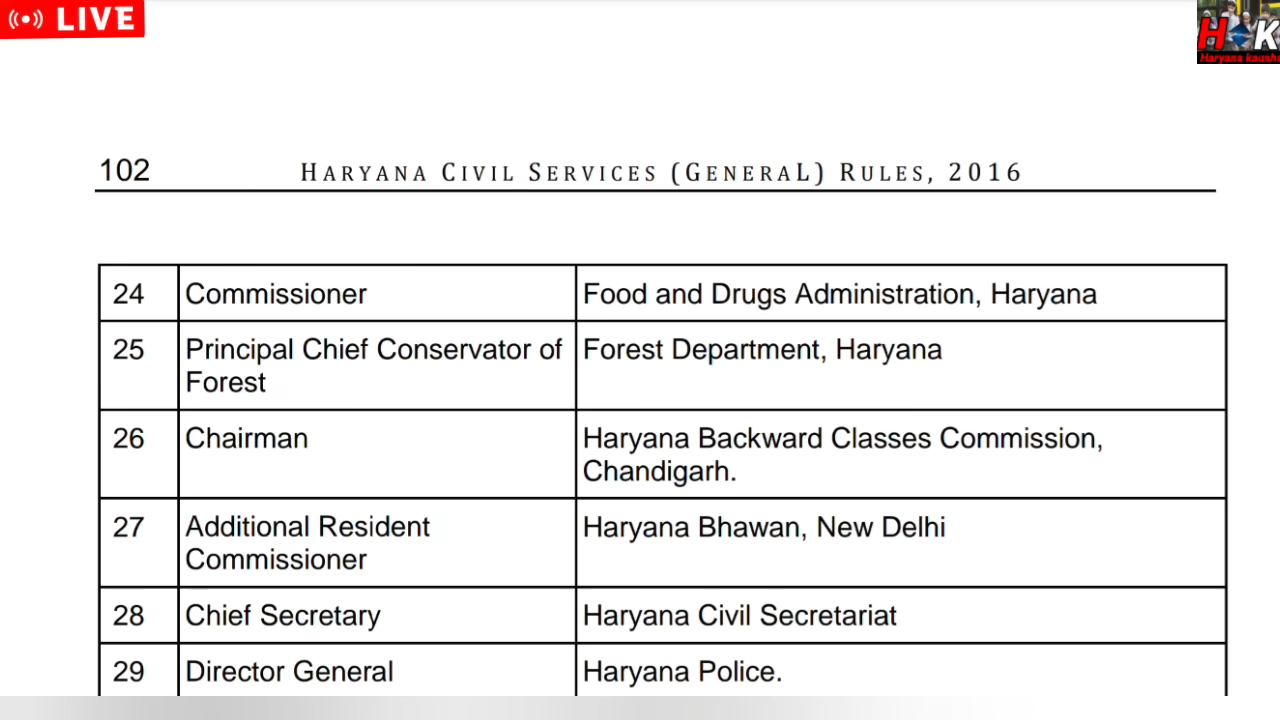 LIVE
H K
Haryana kausha
102 HARYANA CIVIL SERVICES (GENERAL) RULES, 2016
24 Commissioner Food and Drugs Administration, Haryana
25 Principal Chief Conservator of Forest Department, Haryana
Forest
26 Chairman Haryana Backward Classes Commission,
Chandigarh.
27 Additional Resident Haryana Bhawan, New Delhi
Commissioner
28 Chief Secretary Haryana Civil Secretariat
29 Director General Haryana Police.